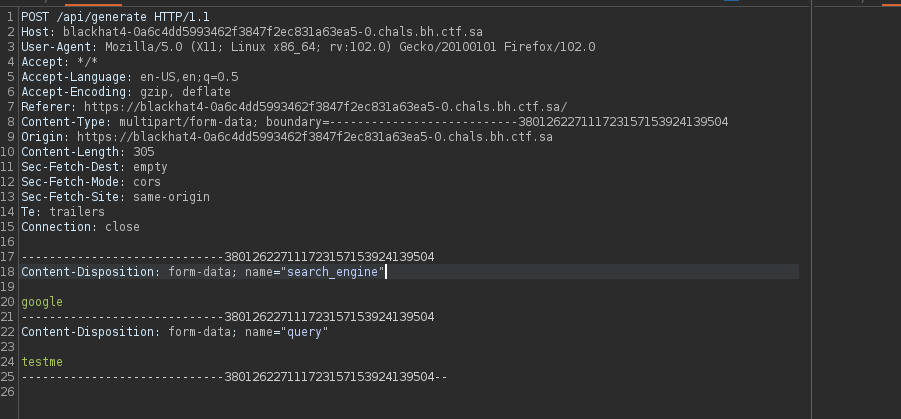 1 POST /api/generate HTTP/1.1
2 Host: blackhat4-0a6c4dd5993462f3847f2ec831a63ea5-0.chals.bh.ctf.sa
3 User-Agent: Mozilla/5.0 (X11; Linux x86_64; rv:102.0) Gecko/20100101 Firefox/102.0
4 Accept: */*
5 Accept-Language: en-US,en;q=0.5
6 Accept-Encoding: gzip, deflate
7 Referer: https://blackhat4-0a6c4dd5993462f3847f2ec831a63ea5-0.chals.bh.ctf.sa/
8 Content-Type: multipart/form-data; boundary=---------------------------380126227111723157153924139504
9 Origin: https://blackhat4-0a6c4dd5993462f3847f2ec831a63ea5-0.chals.bh.ctf.sa
10 Content-Length: 305
11 Sec-Fetch-Dest: empty
12 Sec-Fetch-Mode: cors
13 Sec-Fetch-Site: same-origin
14 Te: trailers
15 Connection: close
16
17 -----------------------------380126227111723157153924139504
18 Content-Disposition: form-data; name="search_engine"
19
20 google
21 -----------------------------380126227111723157153924139504
22 Content-Disposition: form-data; name="query"
23
24 testme
25 -----------------------------380126227111723157153924139504--
26